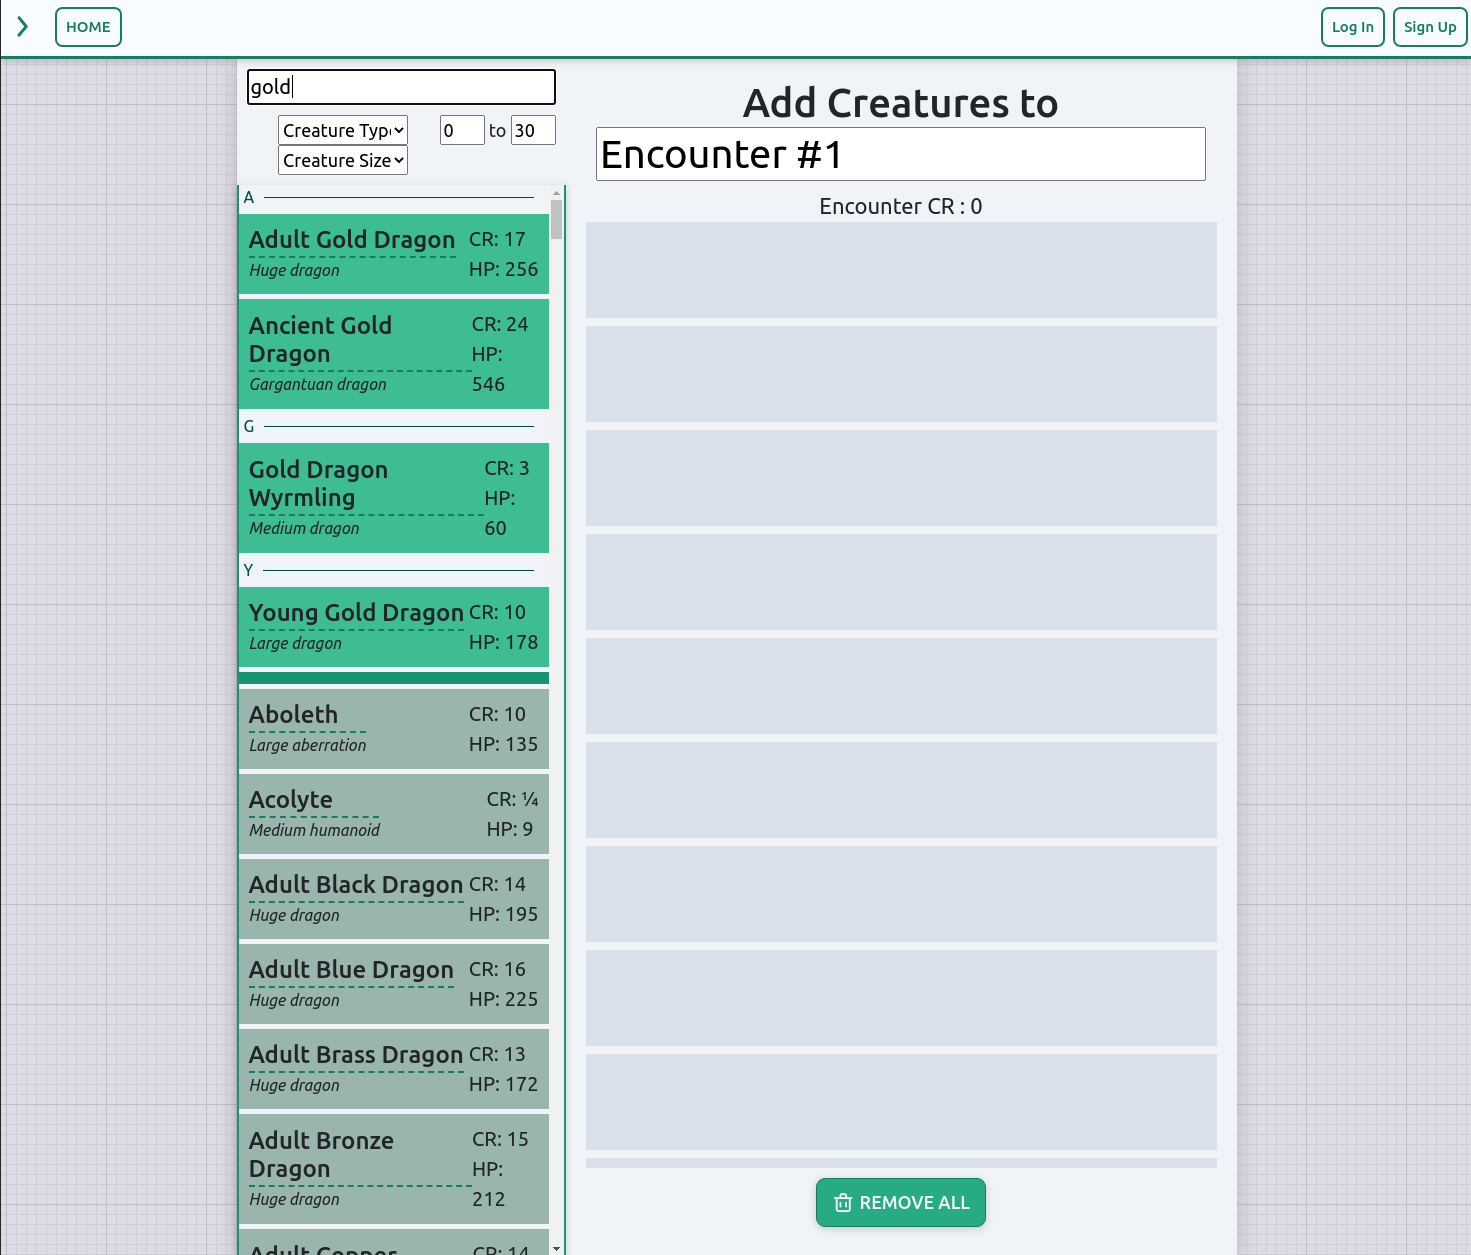 HOME
Log In
Sign Up
gold
Creature Type
0 to 30
Creature Size
A
Adult Gold Dragon
CR: 17
Huge dragon
HP: 256
Ancient Gold
Dragon
CR: 24
HP:
546
Gargantuan dragon
G
Gold Dragon
Wyrmling
CR: 3
HP:
60
Medium dragon
Y
Young Gold Dragon
CR: 10
Large dragon
HP: 178
Aboleth
CR: 10
Large aberration
HP: 135
Acolyte
CR: ¼
Medium humanoid
HP: 9
Adult Black Dragon
CR: 14
Huge dragon
HP: 195
Adult Blue Dragon
CR: 16
Huge dragon
HP: 225
Adult Brass Dragon
CR: 13
Huge dragon
HP: 172
Adult Bronze
Dragon
CR: 15
HP:
212
Huge dragon
Adult Copper
CR: 14
Add Creatures to
Encounter #1
Encounter CR : 0
REMOVE ALL